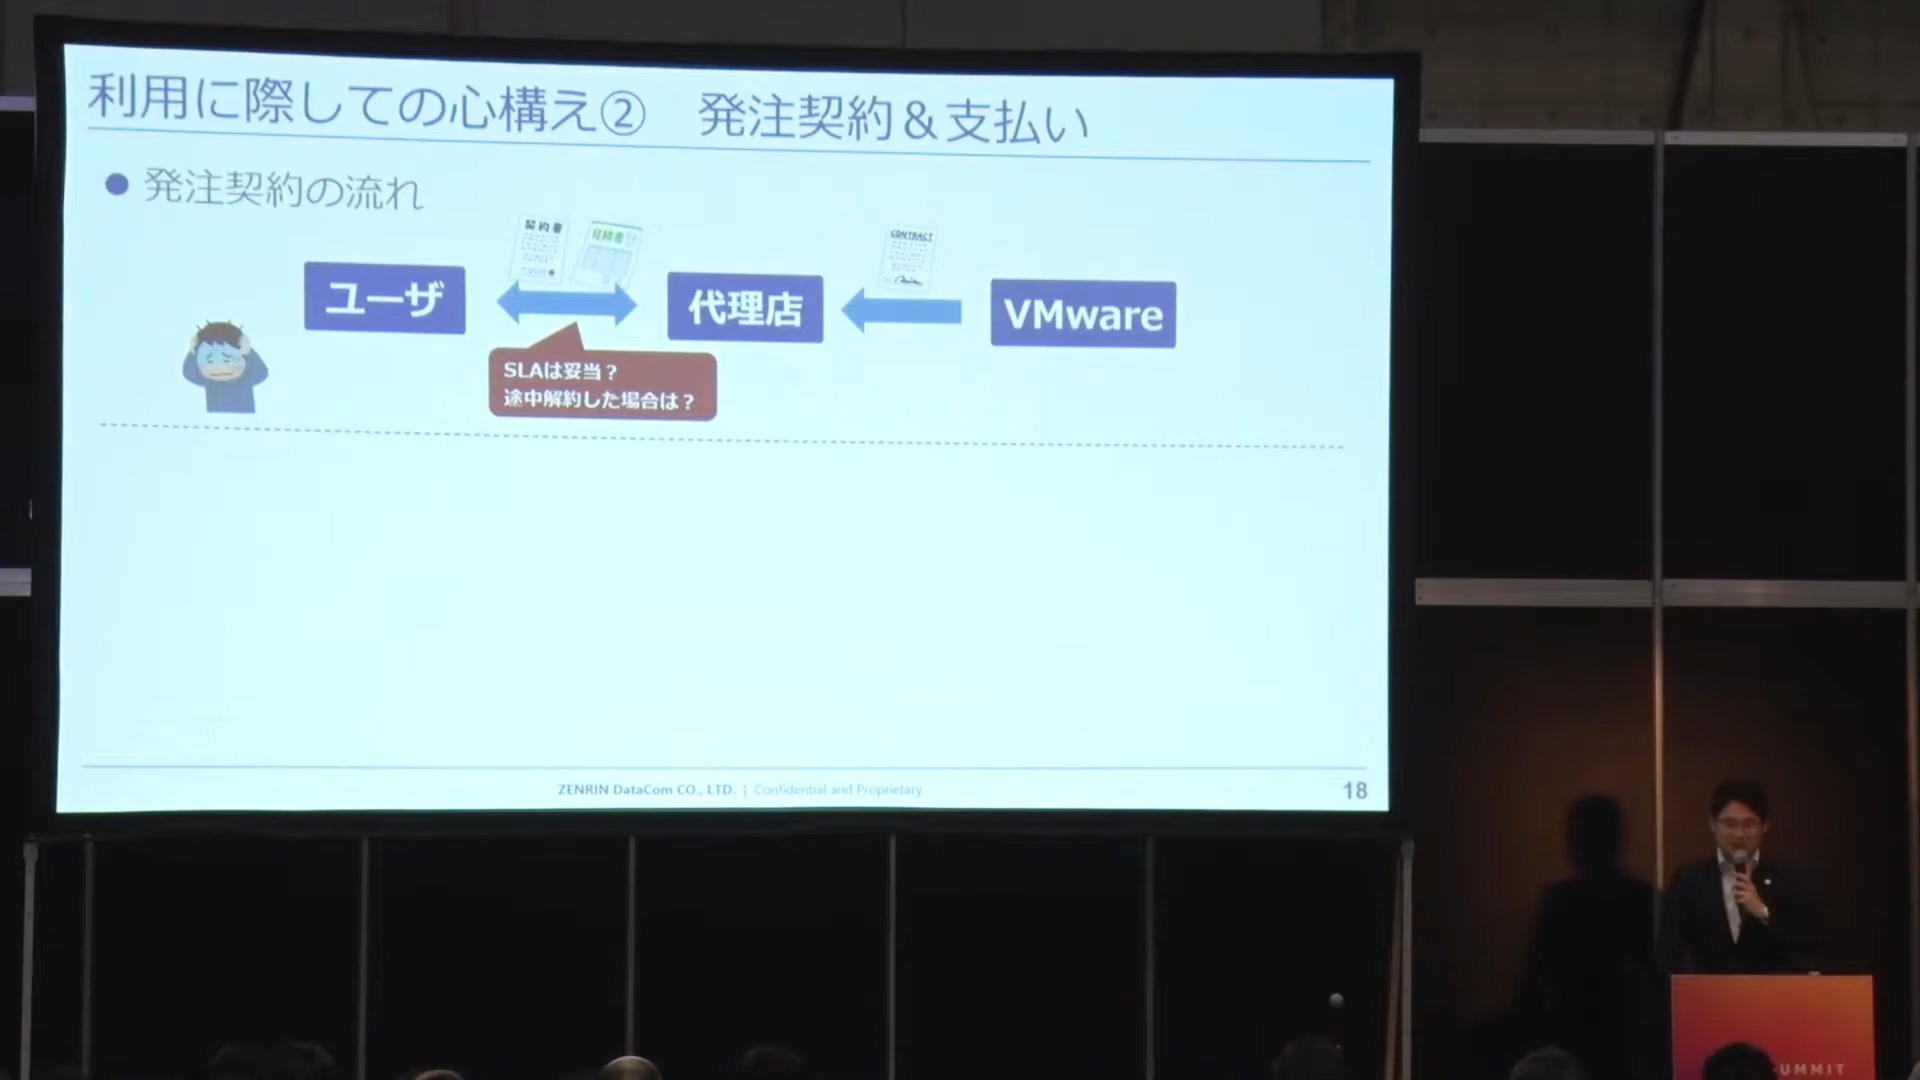 利用に際しての心構え② 発注契約＆支払い
● 発注契約の流れ
契約書
見積書
CONTRACT
ユーザ
代理店
VMware
SLAは妥当？
途中解約した場合は？
ZENRIN DataCom CO., LTD. | Confidential and Proprietary
18
SUMMIT